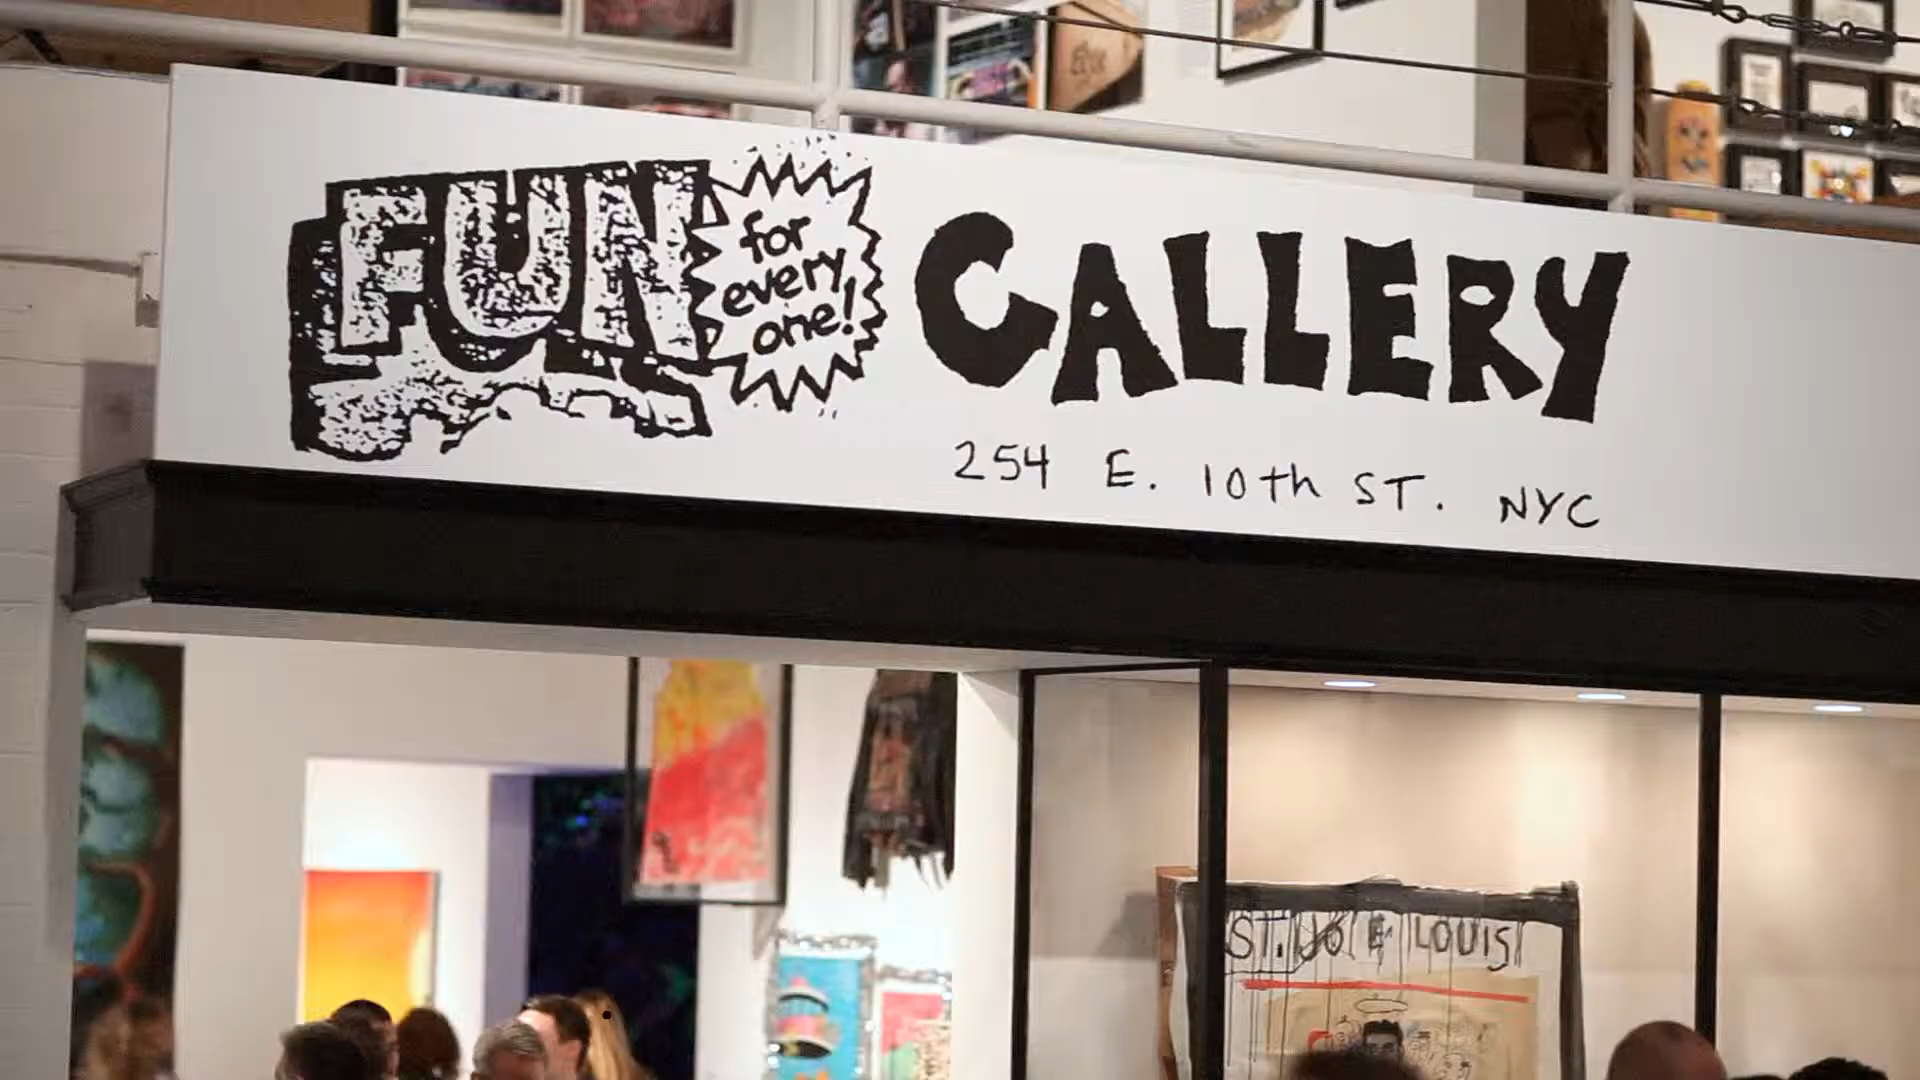 FUN
for
every
one!
GALLERY
254 E. 10th ST. NYC
ST. JOE LOUIS